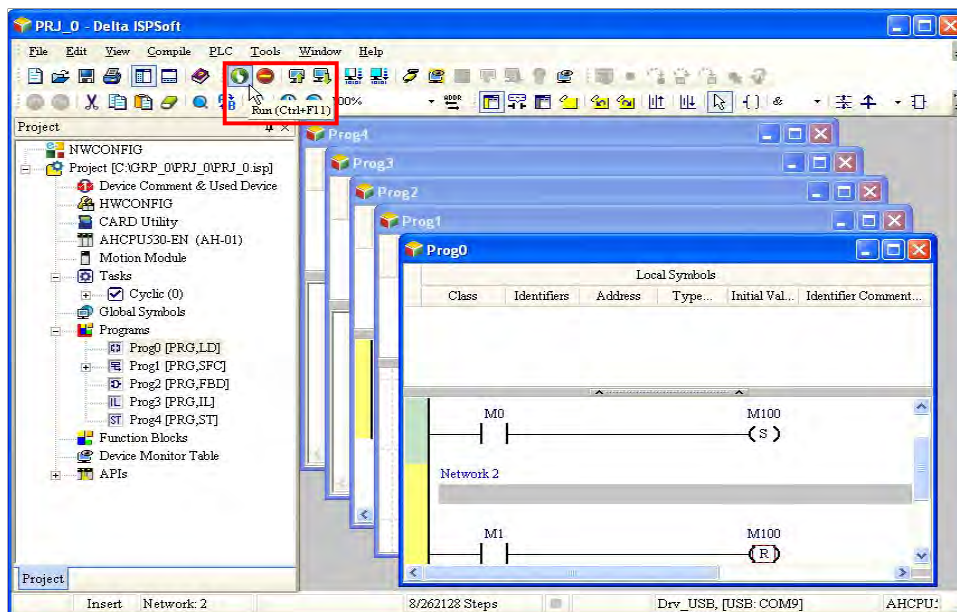 PRJ_0 - Delta ISPSoft
File Edit View Compile PLC Tools Window Help
100%
Run (Ctrl+F11)
Project
NWCONFIG
Project [C:\GRP_0\PRJ_0\PRJ_0.isp]
Device Comment & Used Device
HWCONFIG
CARD Utility
AHCPU530-EN (AH-01)
Motion Module
Tasks
Cyclic (0)
Global Symbols
Programs
Prog0 [PRG,LD]
Prog1 [PRG,SFC]
Prog2 [PRG,FBD]
IL Prog3 [PRG,IL]
ST Prog4 [PRG,ST]
Function Blocks
Device Monitor Table
APIs
Project
Prog4
Prog3
Prog2
Prog1
Prog0
Local Symbols
Class Identifiers Address Type... Initial Val... Identifier Comment...
M0 M100
S
Network 2
M1 M100
R
Insert Network: 2 8/262128 Steps Drv_USB, [USB: COM9] AHCPU: